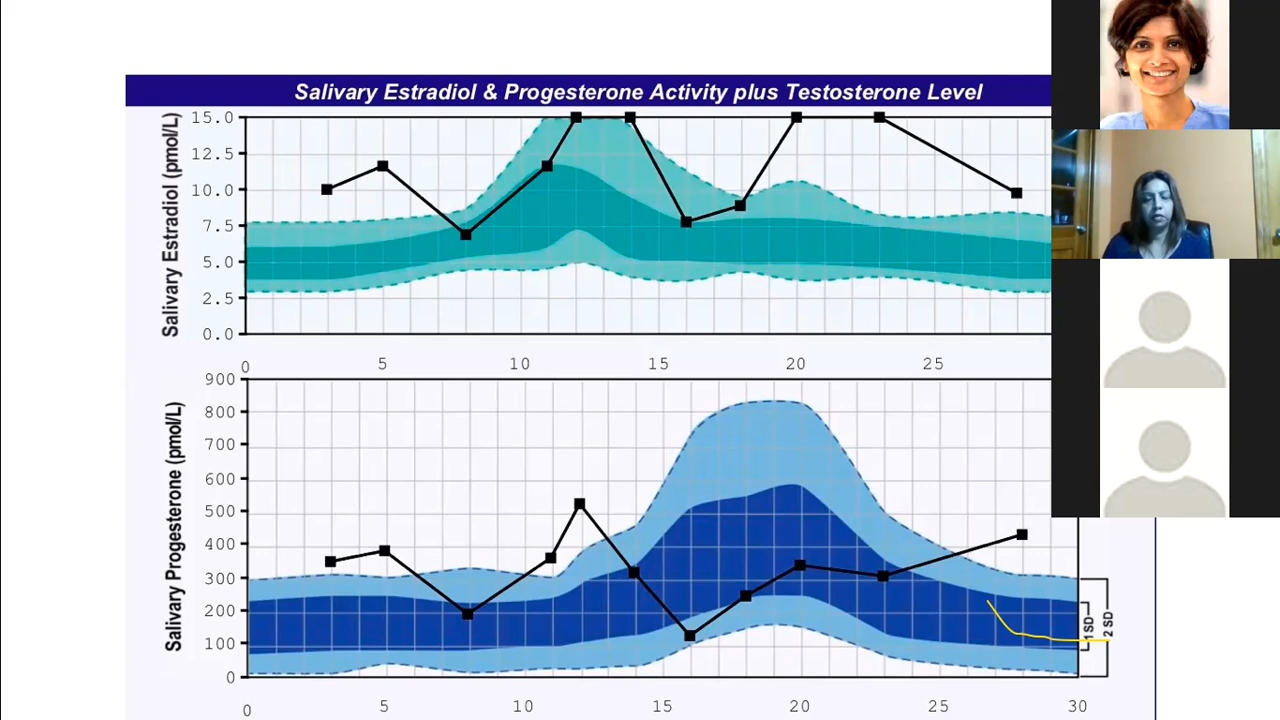 Salivary Estradiol & Progesterone Activity plus Testosterone Level
Salivary Estradiol (pmol/L)
15.0
12.5
10.0
7.5
5.0
2.5
0.0
0 5 10 15 20 25
Salivary Progesterone (pmol/L)
900
800
700
600
500
400
300
200
100
0
1 SD
2 SD
0 5 10 15 20 25 30